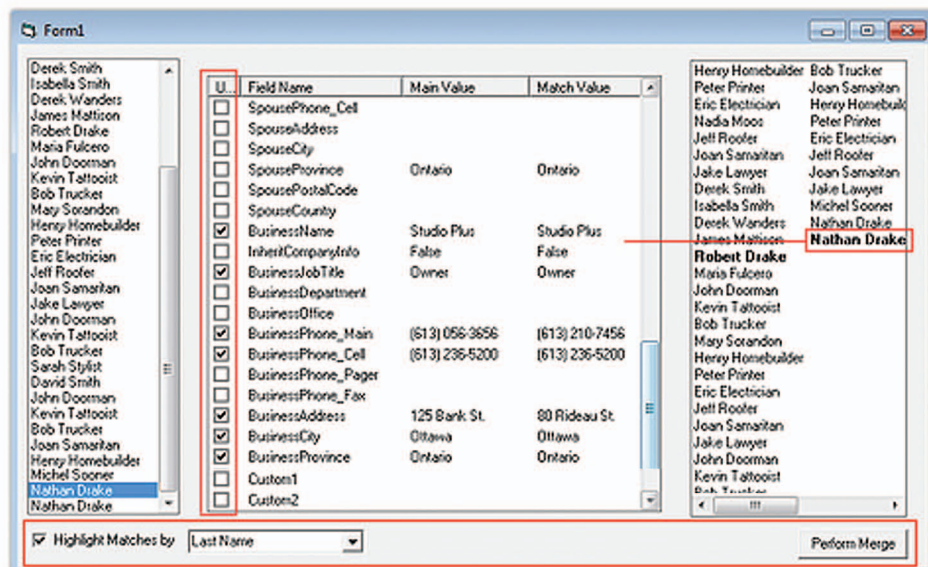 Form1
Derek Smith
Isabella Smith
Derek Wanders
James Mattison
Robert Drake
Maria Fulcero
John Doorman
Kevin Tattooist
Bob Trucker
Mary Sorandon
Henry Homebuilder
Peter Printer
Eric Electrician
Jeff Roofer
Joan Samaritan
Jake Lawyer
John Doorman
Kevin Tattooist
Bob Trucker
Sarah Stylist
David Smith
John Doorman
Kevin Tattooist
Bob Trucker
Joan Samaritan
Henry Homebuilder
Michel Sooner
Nathan Drake
Nathan Drake
U... Field Name Main Value Match Value
SpousePhone_Cell
SpouseAddress
SpouseCity
SpouseProvince Ontario Ontario
SpousePostalCode
SpouseCountry
BusinessName Studio Plus Studio Plus
InheritCompanyInfo False False
BusinessJobTitle Owner Owner
BusinessDepartment
BusinessOffice
BusinessPhone_Main (613) 056-3656 (613) 210-7456
BusinessPhone_Cell (613) 236-5200 (613) 236-5200
BusinessPhone_Pager
BusinessPhone_Fax
BusinessAddress 125 Bank St. 80 Rideau St.
BusinessCity Ottawa Ottawa
BusinessProvince Ontario Ontario
Custom1
Custom2
Henry Homebuilder Bob Trucker
Peter Printer Joan Samaritan
Eric Electrician Henry Homebuild
Nadia Moos Peter Printer
Jeff Roofer Eric Electrician
Joan Samaritan Jeff Roofer
Jake Lawyer Joan Samaritan
Derek Smith Jake Lawyer
Isabella Smith Michel Sooner
Derek Wanders Nathan Drake
James Mattison Nathan Drake
Robert Drake
Maria Fulcero
John Doorman
Kevin Tattooist
Bob Trucker
Mary Sorandon
Henry Homebuilder
Peter Printer
Eric Electrician
Jeff Roofer
Joan Samaritan
Jake Lawyer
John Doorman
Kevin Tattooist
Bob Trucker
Highlight Matches by Last Name Perform Merge